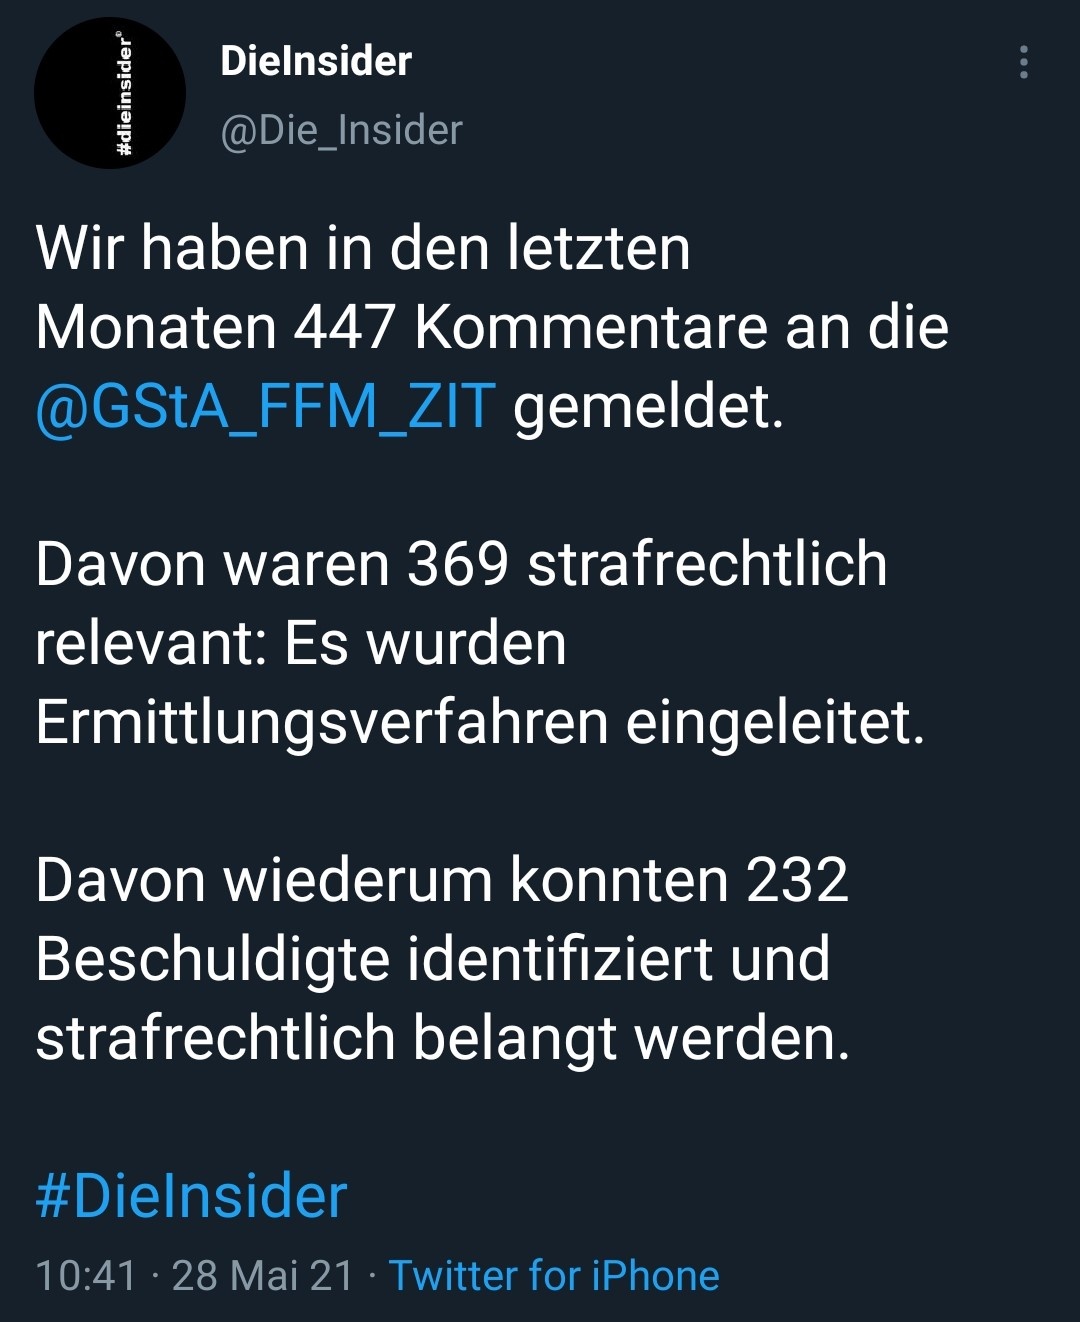 #dieinsider®
DieInsider
@Die_Insider
Wir haben in den letzten
Monaten 447 Kommentare an die
@GStA_FFM_ZIT gemeldet.
Davon waren 369 strafrechtlich
relevant: Es wurden
Ermittlungsverfahren eingeleitet.
Davon wiederum konnten 232
Beschuldigte identifiziert und
strafrechtlich belangt werden.
#DieInsider
10:41 · 28 Mai 21 · Twitter for iPhone